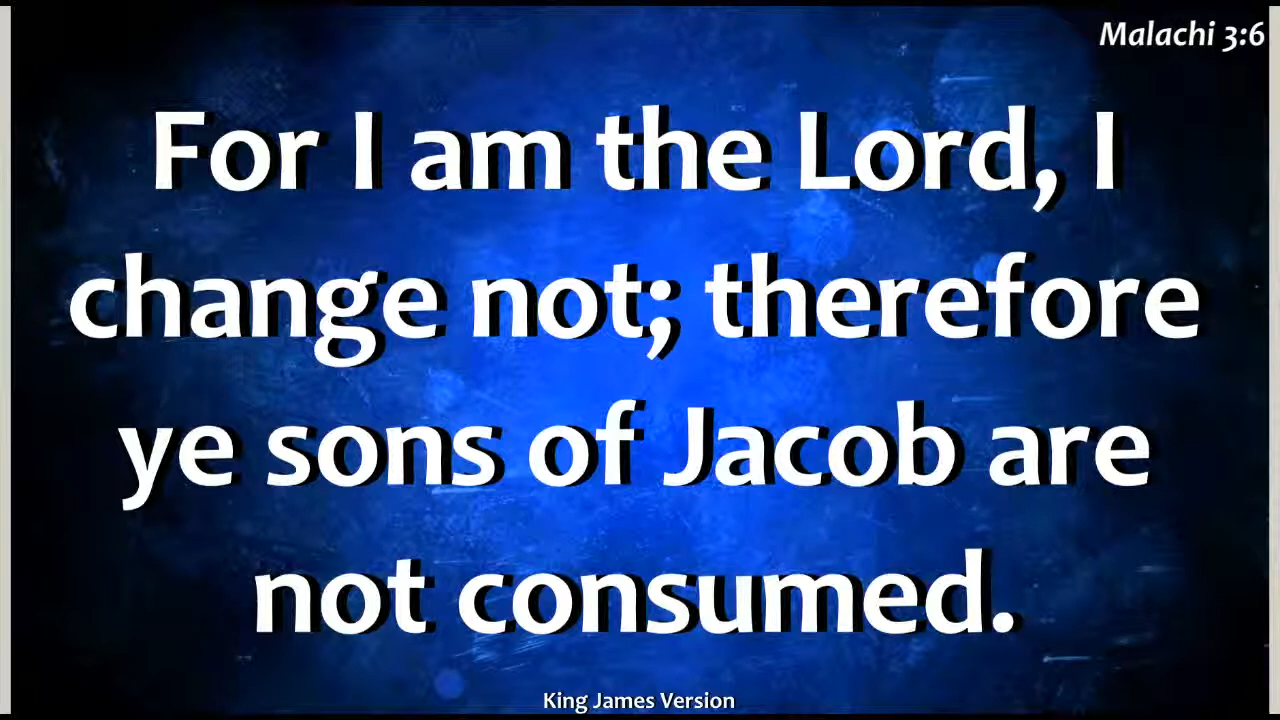 Malachi 3:6
For I am the Lord, I
change not; therefore
ye sons of Jacob are
not consumed.
King James Version